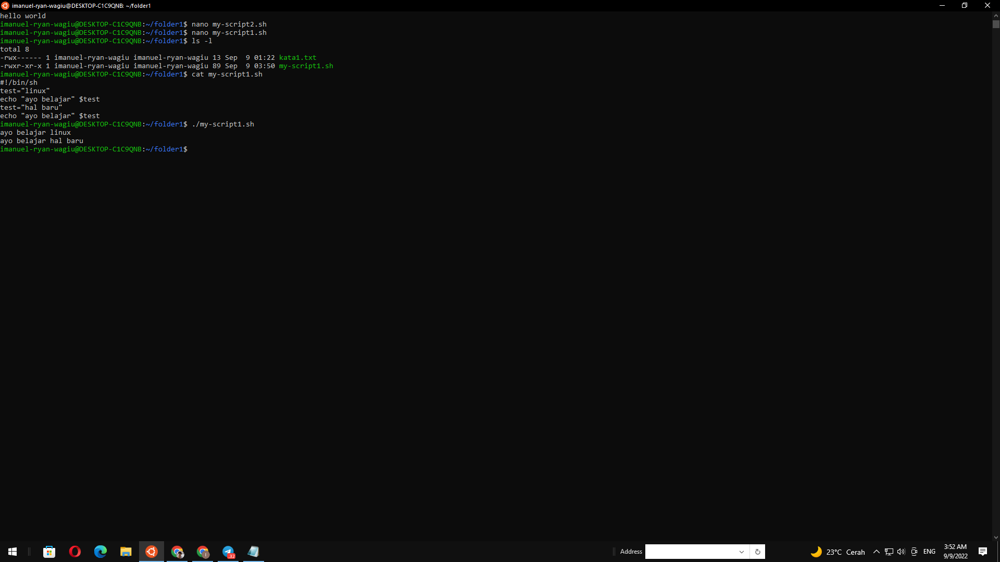 imanuel-ryan-wagiu@DESKTOP-C1C9QNB: ~/folder1
hello world
imanuel-ryan-wagiu@DESKTOP-C1C9QNB:~/folder1$ nano my-script2.sh
imanuel-ryan-wagiu@DESKTOP-C1C9QNB:~/folder1$ nano my-script1.sh
imanuel-ryan-wagiu@DESKTOP-C1C9QNB:~/folder1$ ls -l
total 8
-rwx------ 1 imanuel-ryan-wagiu imanuel-ryan-wagiu 13 Sep  9 01:22 kata1.txt
-rwxr-xr-x 1 imanuel-ryan-wagiu imanuel-ryan-wagiu 89 Sep  9 03:50 my-script1.sh
imanuel-ryan-wagiu@DESKTOP-C1C9QNB:~/folder1$ cat my-script1.sh
#!/bin/sh
test="linux"
echo "ayo belajar" $test
test="hal baru"
echo "ayo belajar" $test
imanuel-ryan-wagiu@DESKTOP-C1C9QNB:~/folder1$ ./my-script1.sh
ayo belajar linux
ayo belajar hal baru
imanuel-ryan-wagiu@DESKTOP-C1C9QNB:~/folder1$
.32
Address
23°C Cerah
ENG
3:52 AM
9/9/2022